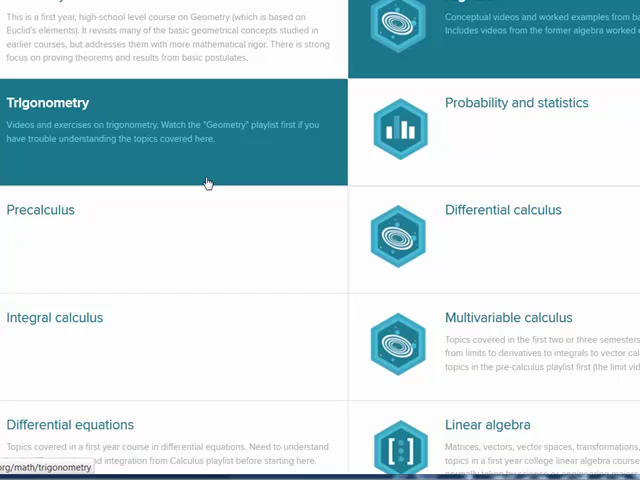 This is a first year, high-school level course on Geometry (which is based on
Euclid's elements). It revisits many of the basic geometrical concepts studied in
earlier courses, but addresses them with more mathematical rigor. There is strong
focus on proving theorems and results from basic postulates.
Conceptual videos and worked examples from
Includes videos from the former algebra worked
Trigonometry
Videos and exercises on trigonometry. Watch the "Geometry" playlist first if you
have trouble understanding the topics covered here.
Probability and statistics
Precalculus
Differential calculus
Integral calculus
Multivariable calculus
Topics covered in the first two or three semesters
from limits to derivatives to integrals to vector
topics in the pre-calculus playlist first (the limit
Differential equations
Topics covered in a first year course in differential equations. Need to understand
and integration from Calculus playlist before starting here.
org/math/trigonometry
Linear algebra
Matrices, vectors, vector spaces, transformations,
topics in a first year college linear algebra course